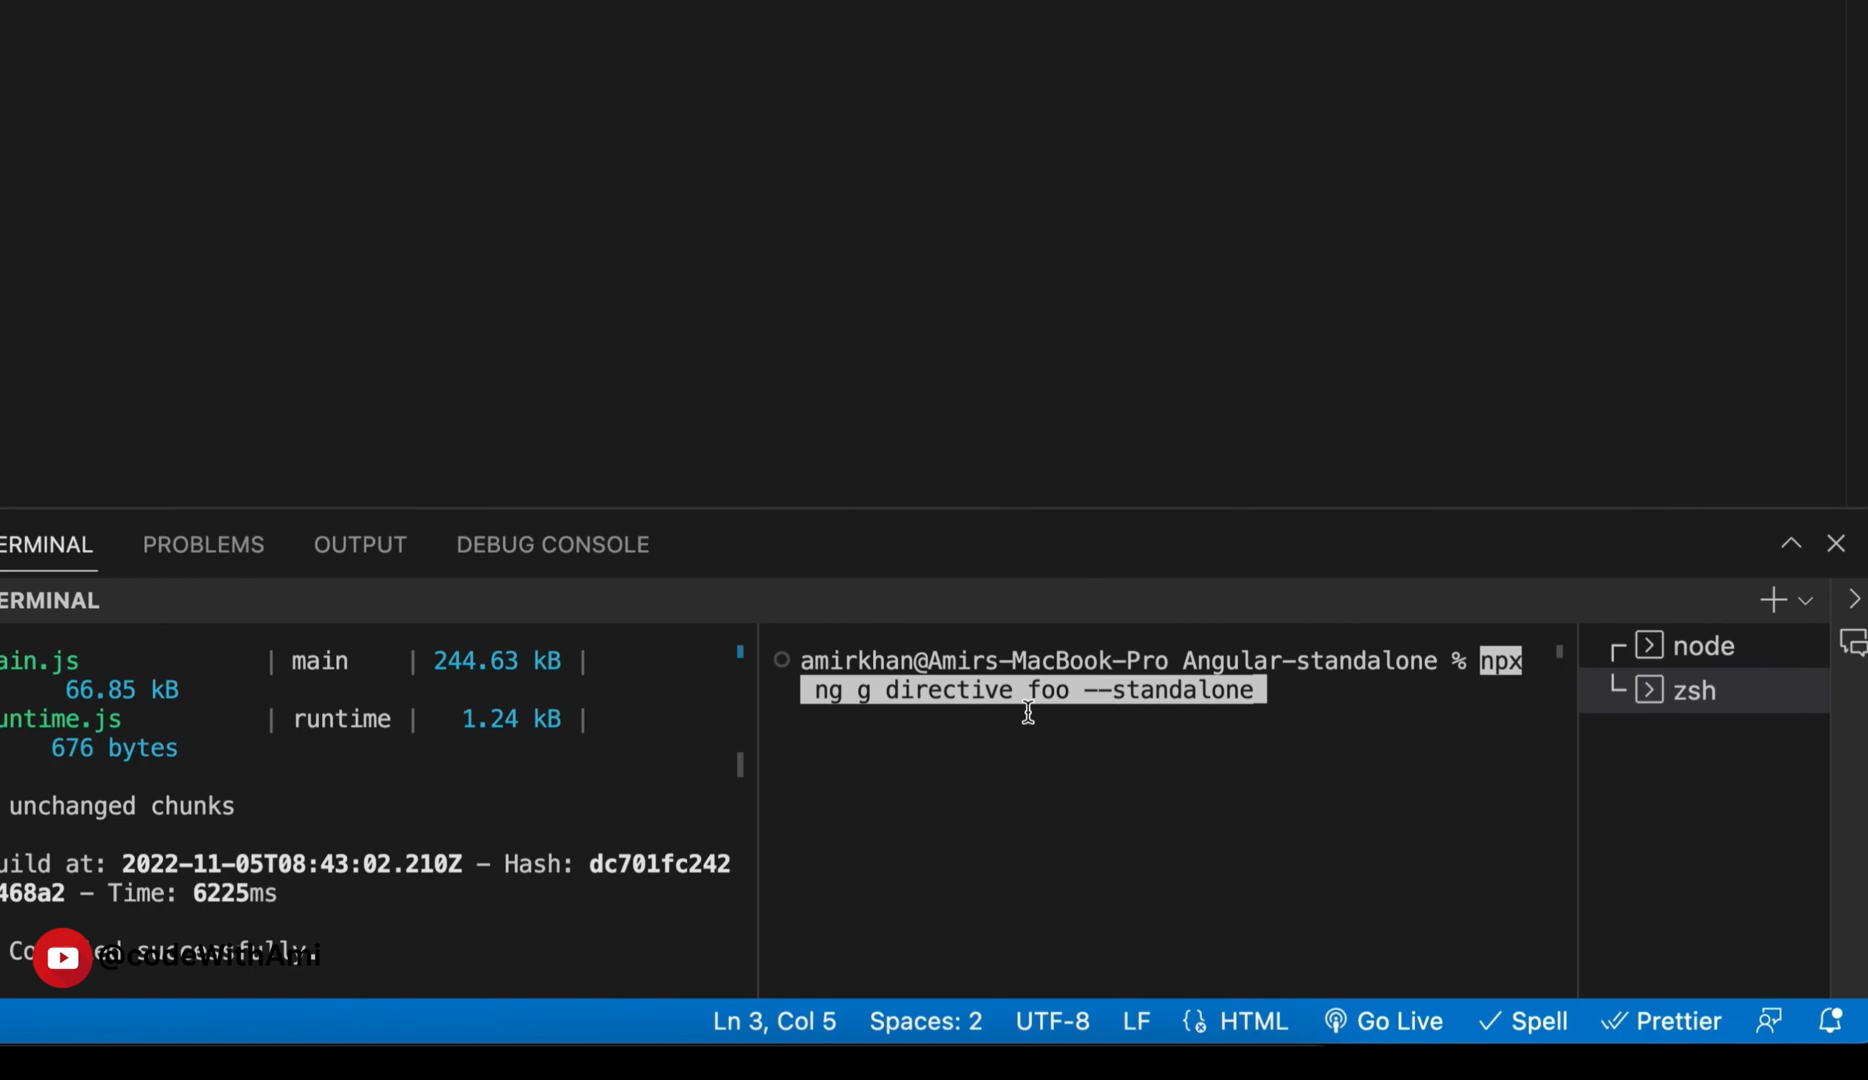 ERMINAL PROBLEMS OUTPUT DEBUG CONSOLE
ERMINAL
ain.js | main | 244.63 kB |
66.85 kB
untime.js | runtime | 1.24 kB |
676 bytes
unchanged chunks
uild at: 2022-11-05T08:43:02.210Z - Hash: dc701fc242
468a2 - Time: 6225ms
successfully.
@codeWithAmi
amirkhan@Amirs-MacBook-Pro Angular-standalone % npx
ng g directive foo --standalone
node
zsh
Ln 3, Col 5 Spaces: 2 UTF-8 LF HTML Go Live Spell Prettier